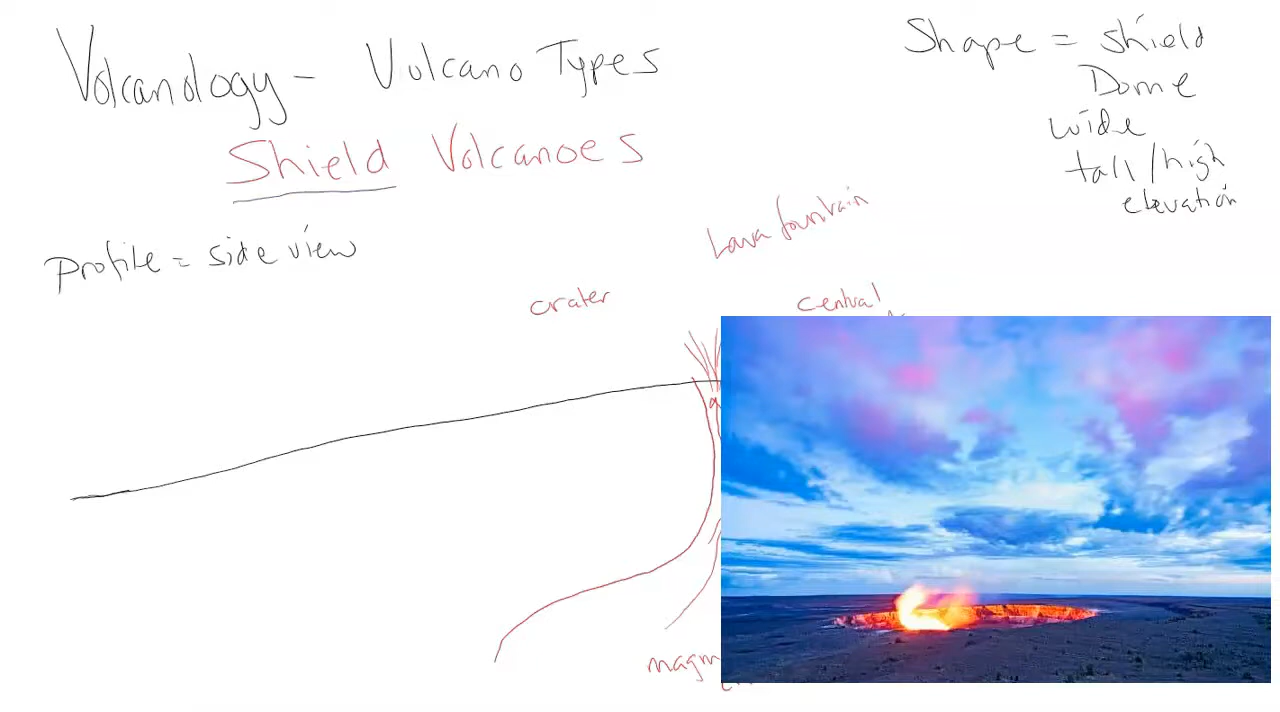 Volcanology - Volcano Types
Shield Volcanoes
Shape = shield
Dome
wide
tall/high
elevation
Profile = side view
Lava fountain
crater
central
magm